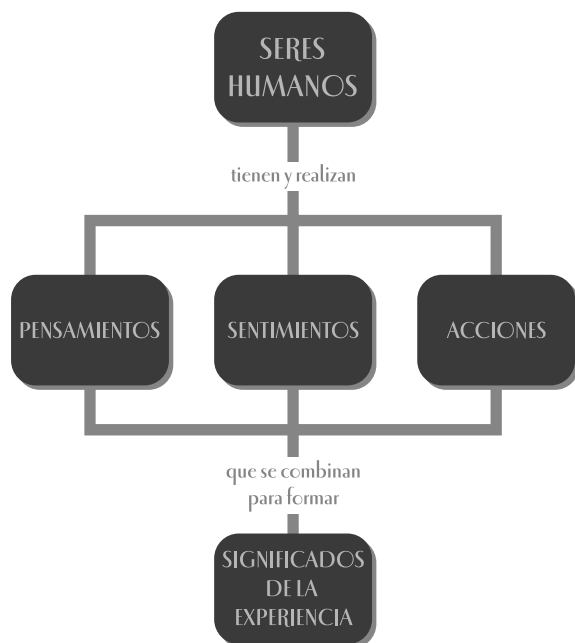 SERES
HUMANOS
tienen y realizan
PENSAMIENTOS
SENTIMIENTOS
ACCIONES
que se combinan
para formar
SIGNIFICADOS
DE LA
EXPERIENCIA